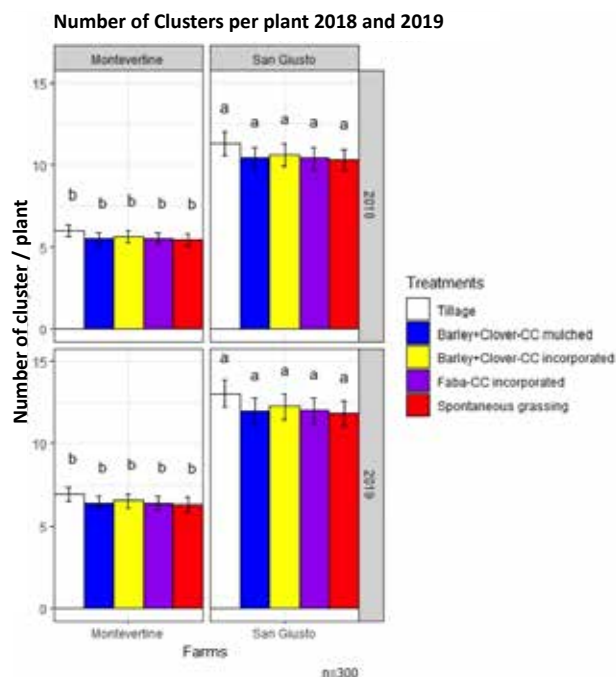 Number of Clusters per plant 2018 and 2019
Montevertine
San Giusto
15
10
5
0
b b b b b
a a a a a
2018
Number of cluster / plant
15
10
5
0
b b b b b
a a a a a
2019
Montevertine
San Giusto
Farms
n=300
Treatments
Tillage
Barley+Clover-CC mulched
Barley+Clover-CC incorporated
Faba-CC incorporated
Spontaneous grassing